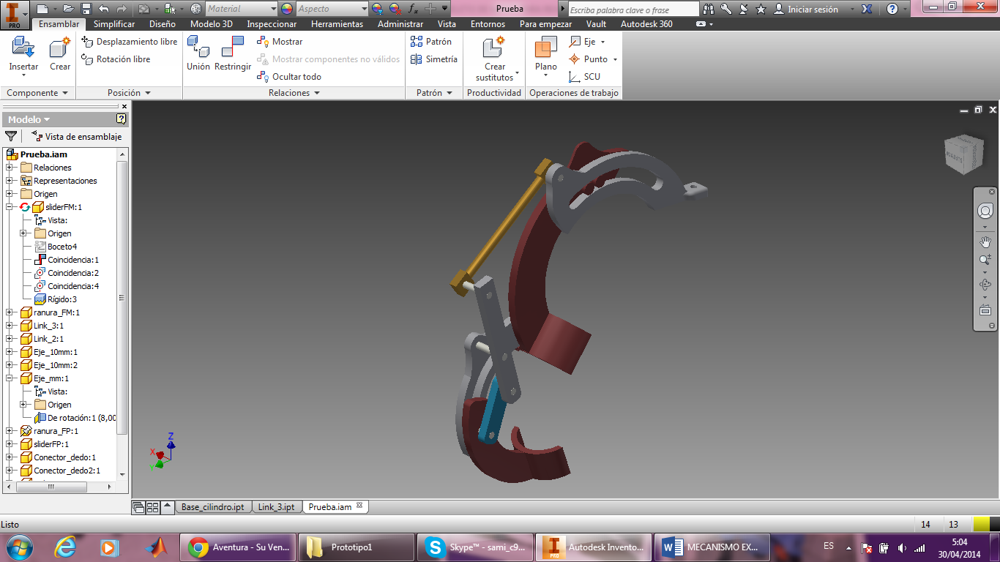 Material
Aspecto
fx
Prueba
Escriba palabra clave o frase
Iniciar sesión
PRO
Ensamblar Simplificar Diseño Modelo 3D Inspeccionar Herramientas Administrar Vista Entornos Para empezar Vault Autodesk 360
Insertar
Crear
Desplazamiento libre
Rotación libre
Unión
Restringir
Mostrar
Mostrar componentes no válidos
Ocultar todo
Patrón
Simetría
Crear
sustitutos
Plano
Eje
Punto
SCU
Componente
Posición
Relaciones
Patrón
Productividad
Operaciones de trabajo
Modelo
Vista de ensamblaje
Prueba.iam
Relaciones
Representaciones
Origen
sliderFM:1
Vista:
Origen
Boceto4
Coincidencia:1
Coincidencia:2
Coincidencia:4
Rígido:3
ranura_FM:1
Link_3:1
Link_2:1
Eje_10mm:1
Eje_10mm:2
Eje_mm:1
Vista:
Origen
De rotación:1 (8,00
ranura_FP:1
sliderFP:1
Conector_dedo:1
Conector_dedo2:1
Z
X
Y
Base_cilindro.ipt
Link_3.ipt
Prueba.iam
Listo
14
13
Aventura - Su Ven...
Prototipo1
Skype™ - sami_c9...
PRO
Autodesk Invento...
MECANISMO EX...
ES
5:04
30/04/2014